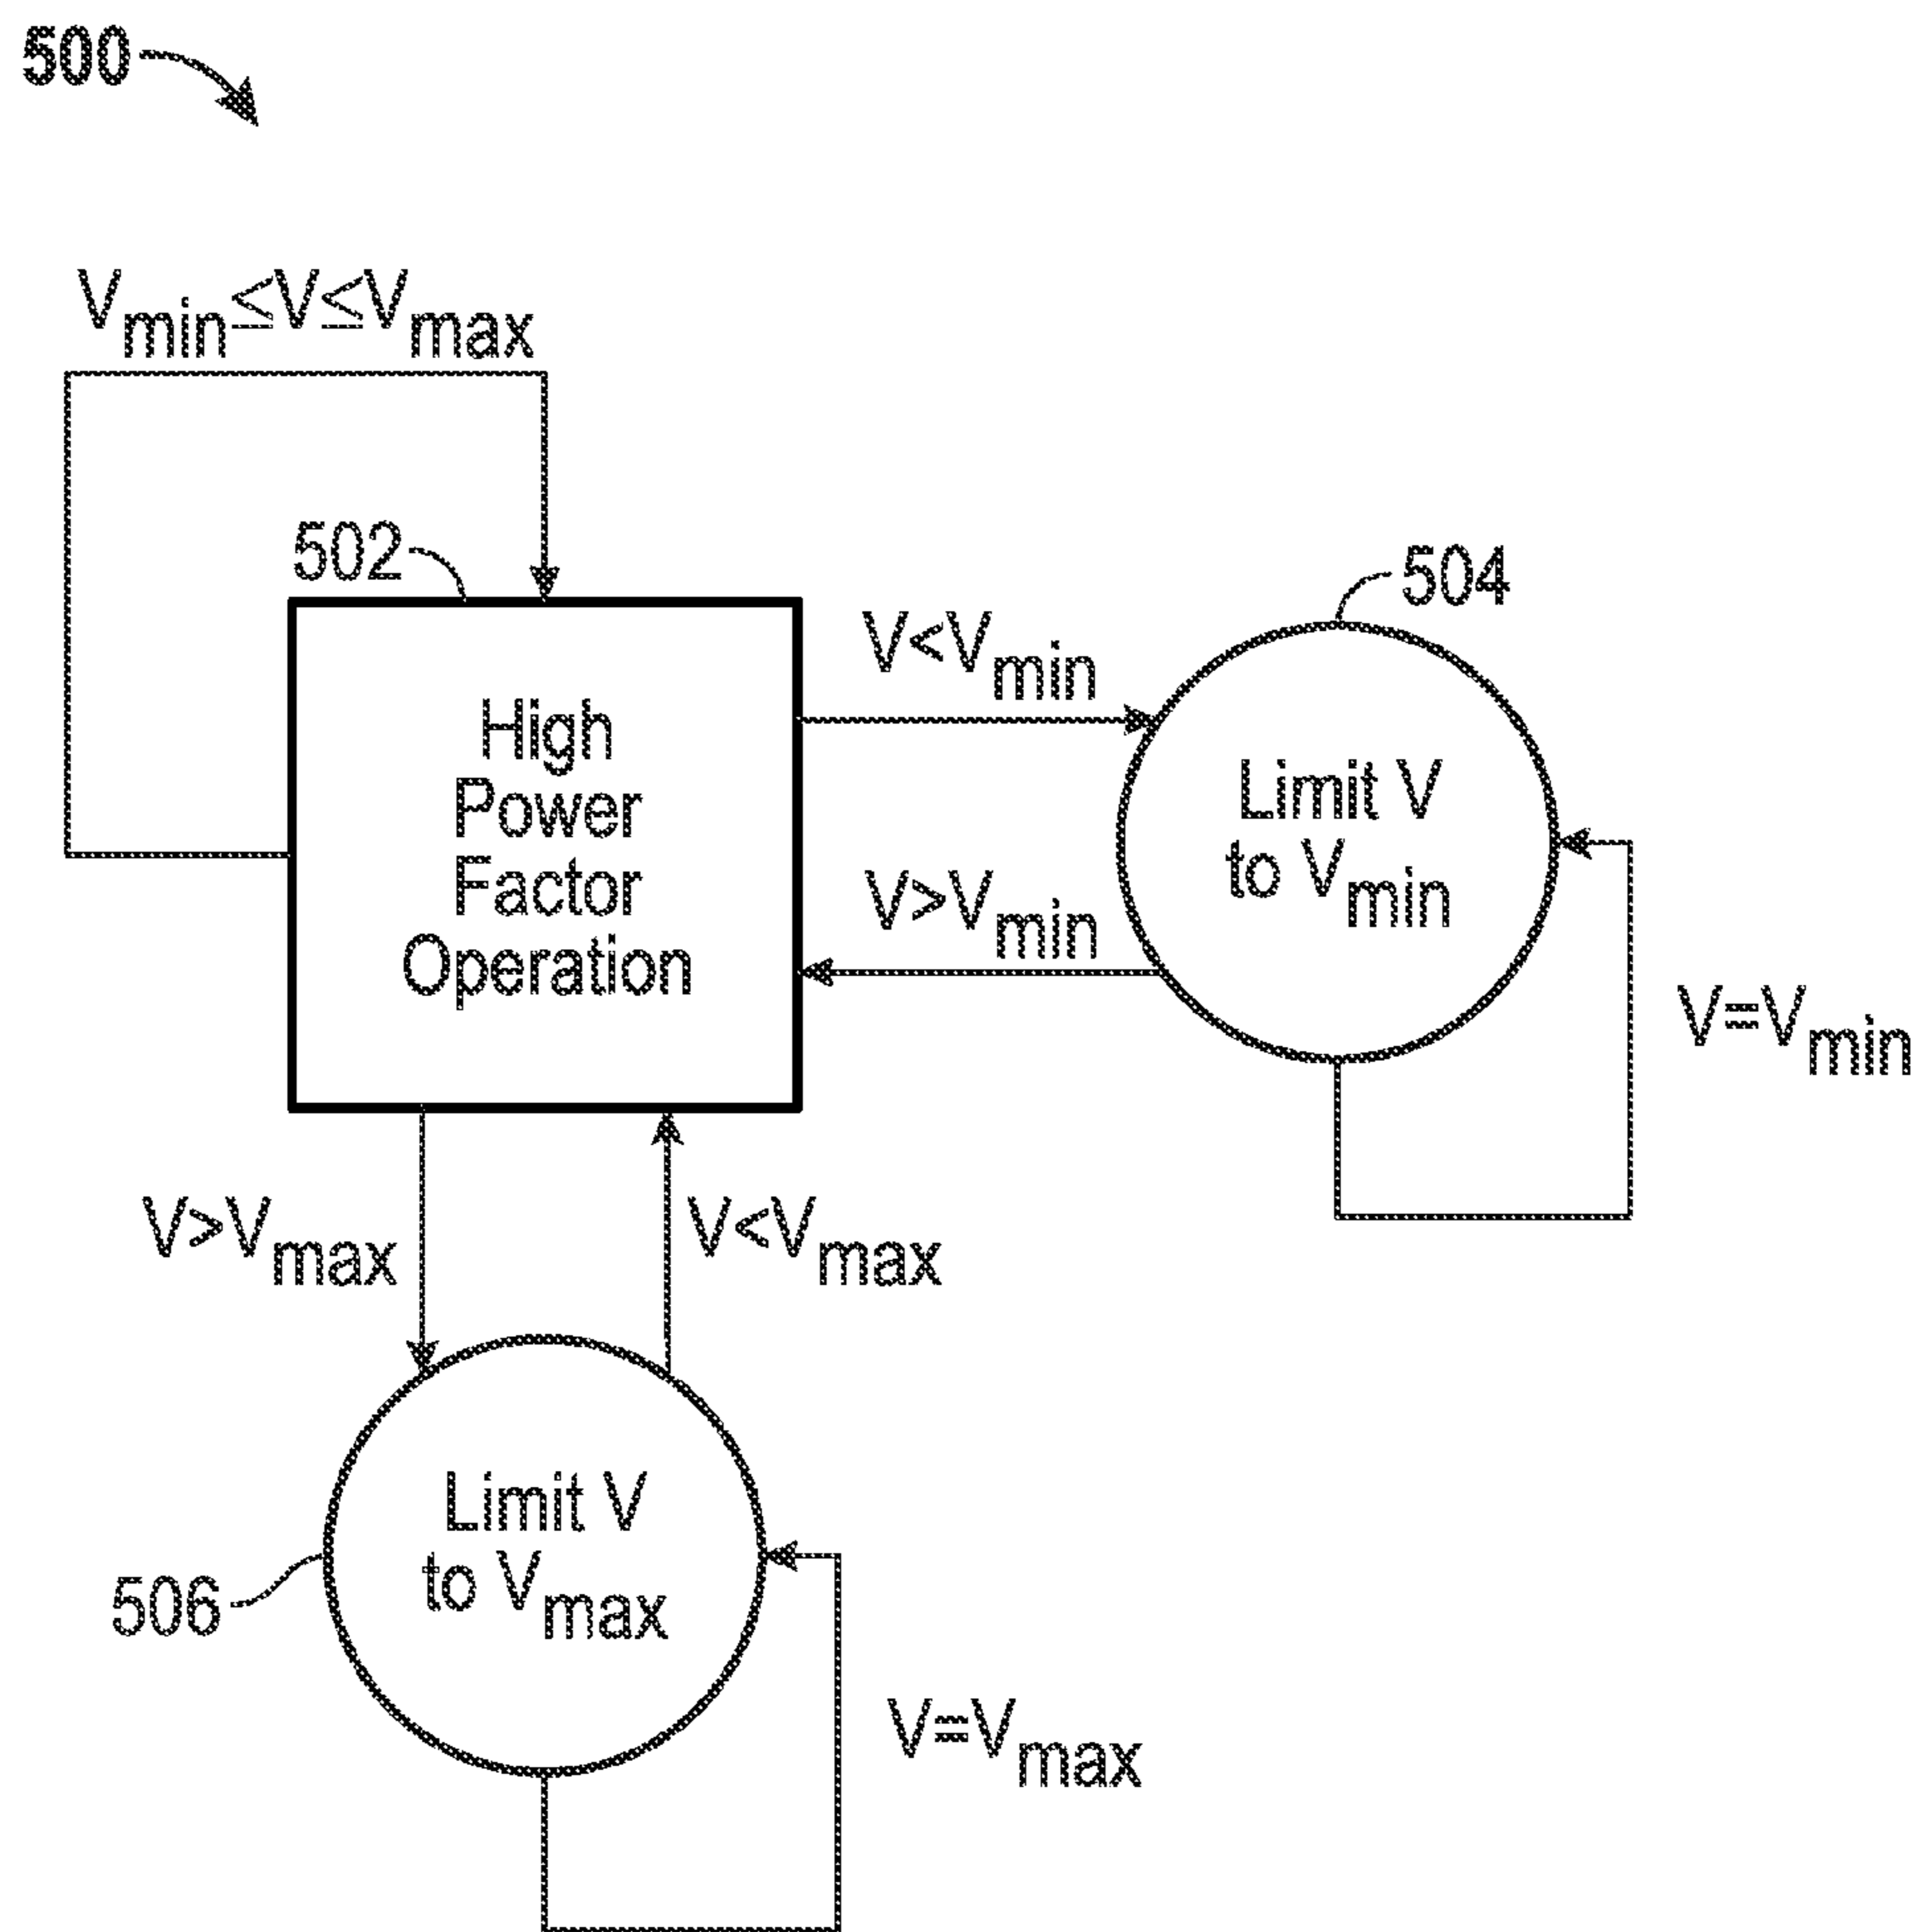 500
Vmin≤V≤Vmax
502
504
V<Vmin
High
Power
Factor
Operation
Limit V
to Vmin
V>Vmin
V=Vmin
V>Vmax
V<Vmax
Limit V
to Vmax
506
V=Vmax